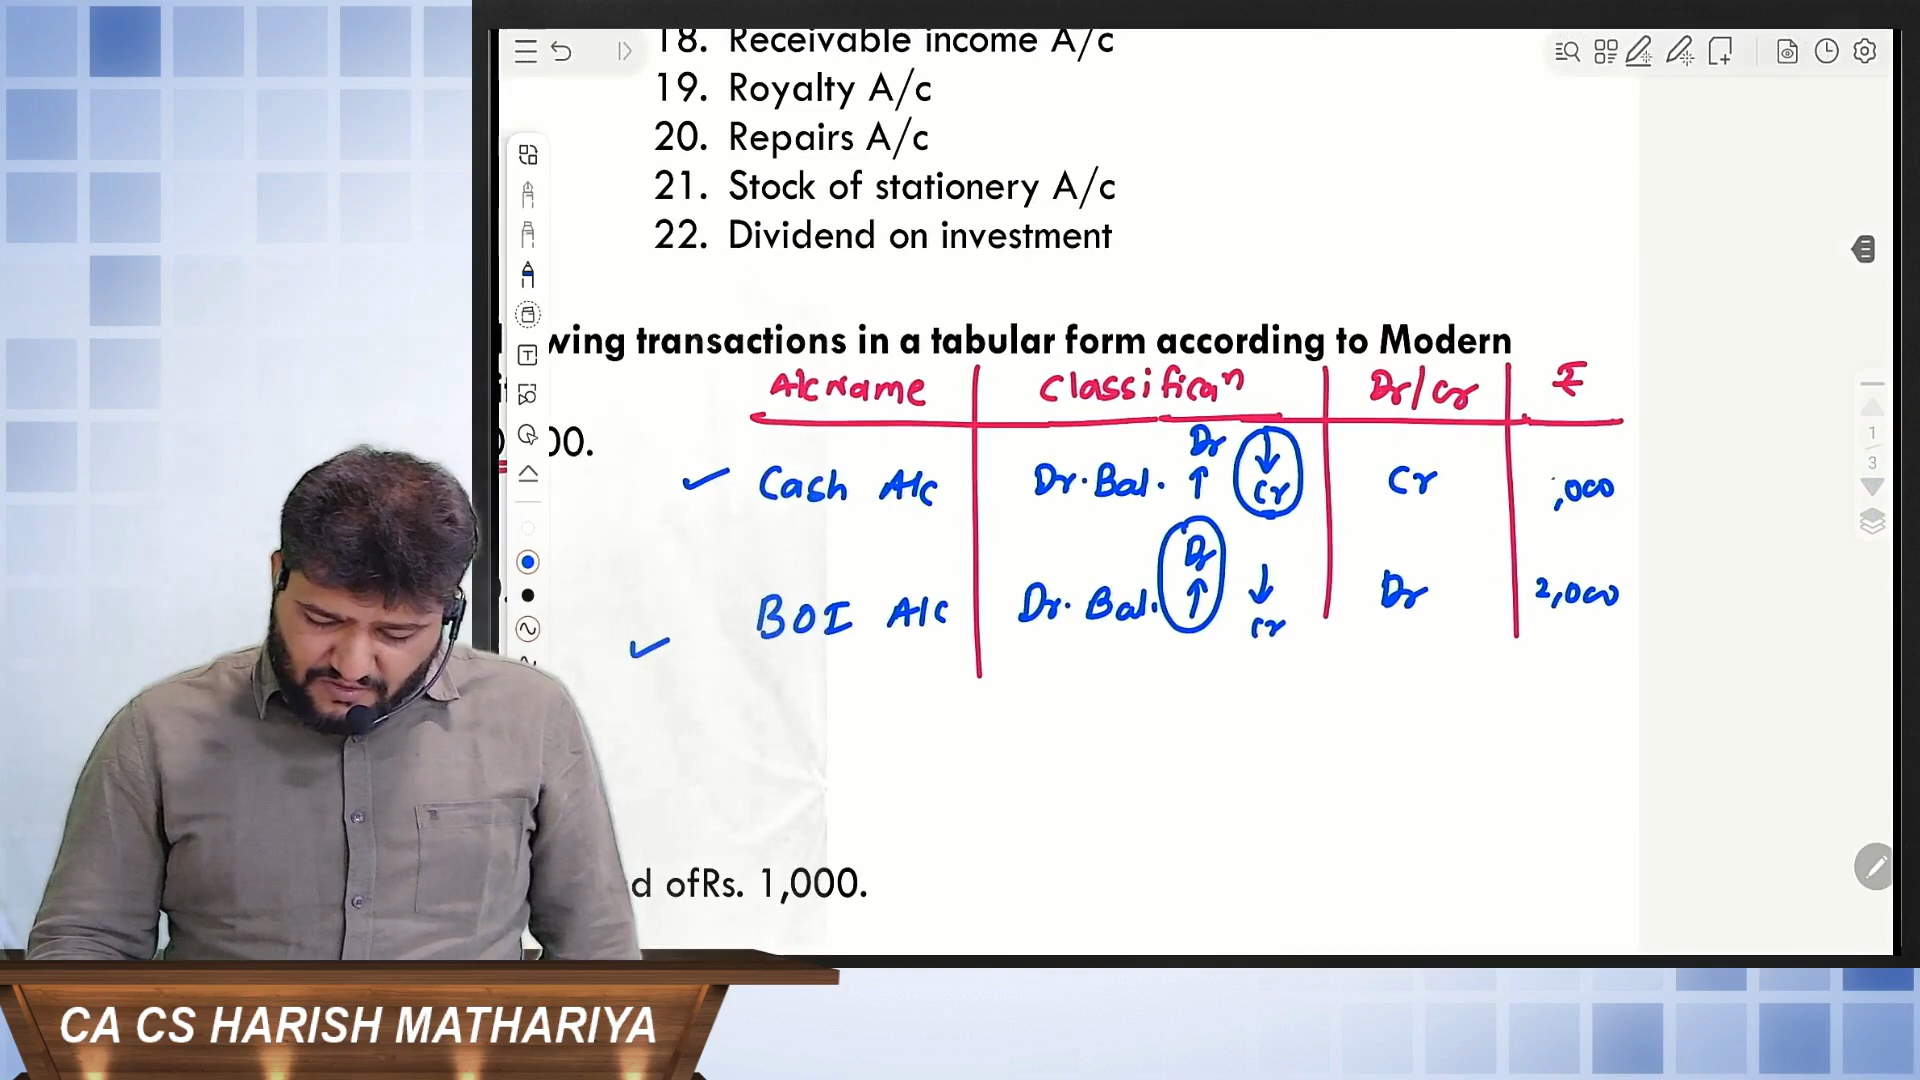 18. Receivable income A/c
19. Royalty A/c
20. Repairs A/c
21. Stock of stationery A/c
22. Dividend on investment
wing transactions in a tabular form according to Modern
A/c Name Classifican Dr/Cr ₹
00.
Dr
Cash A/c Dr. Bal. ↑ ↓ Cr Cr ,000
Dr
BOI A/c Dr. Bal. ↑ ↓ Cr Dr 2,000
d ofRs. 1,000.
1
3
CA CS HARISH MATHARIYA